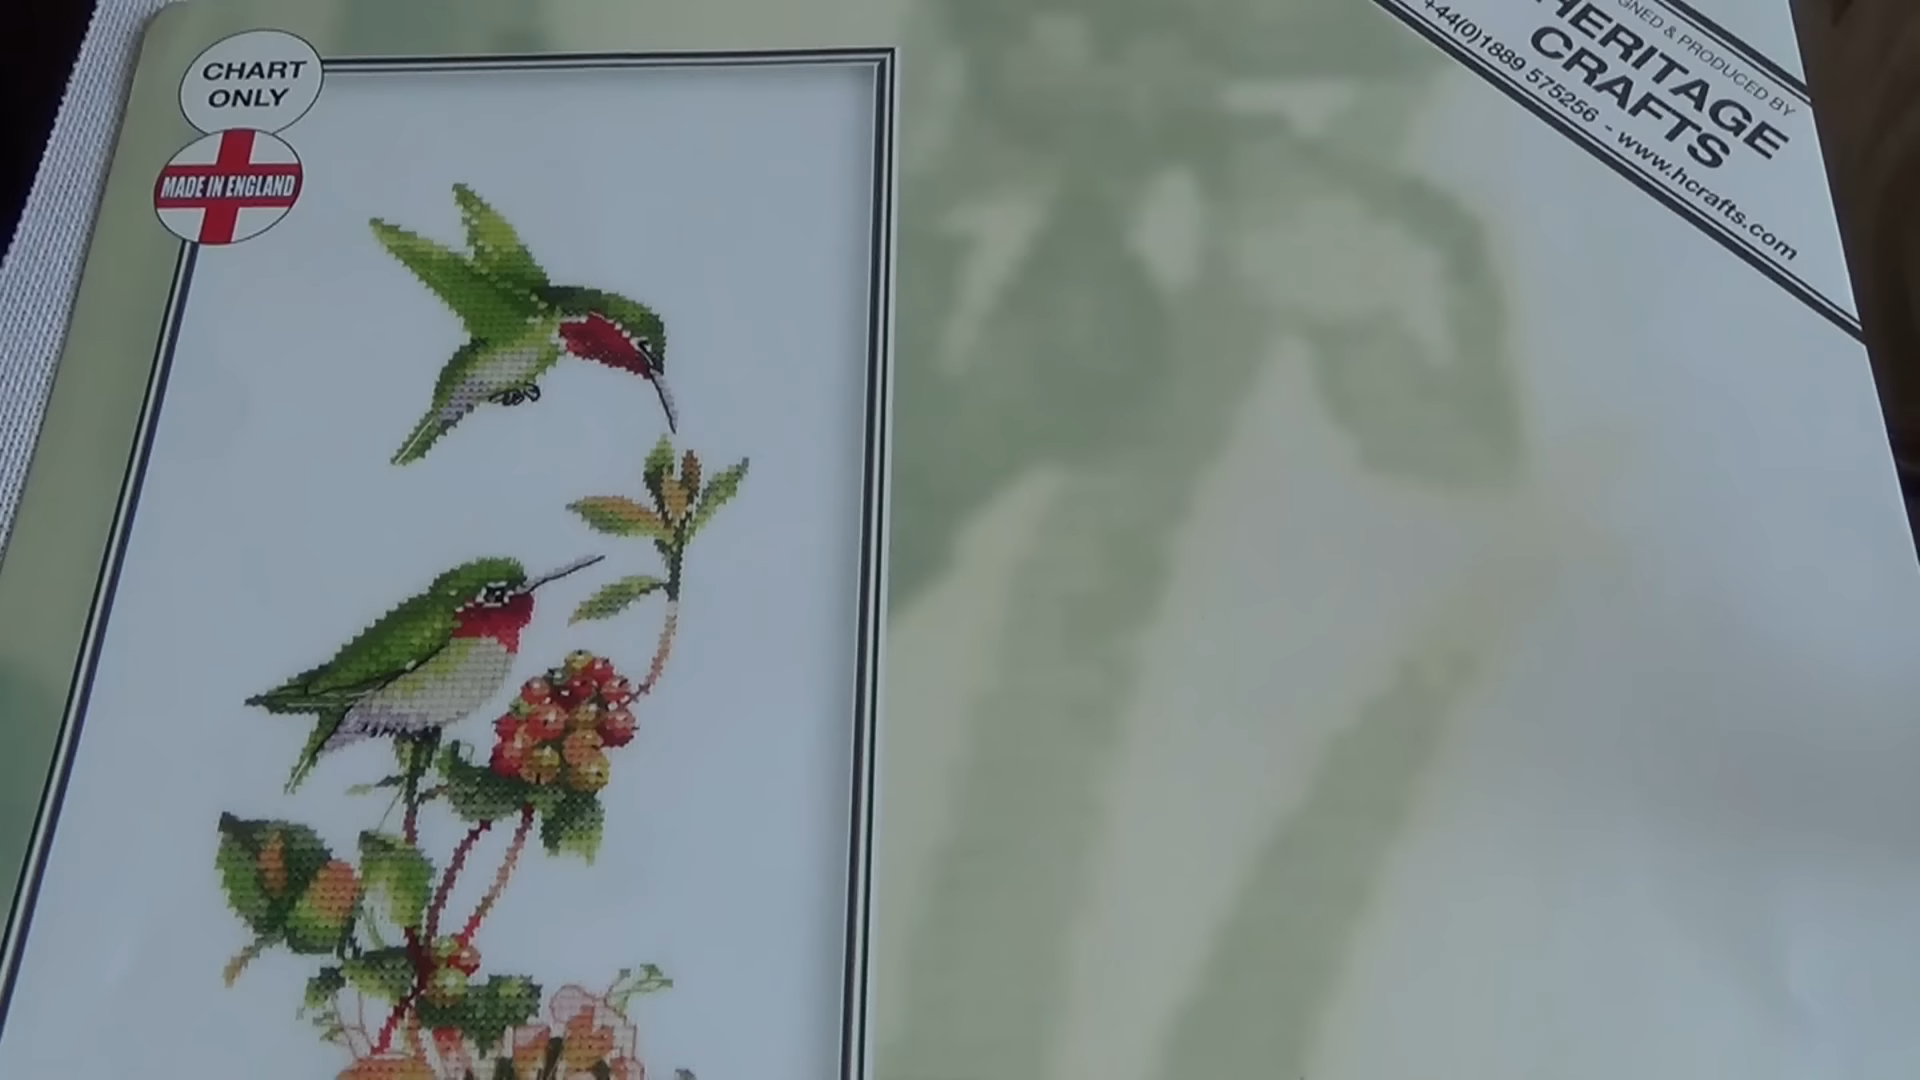 CHART
ONLY
MADE IN ENGLAND
GNED & PRODUCED BY
HERITAGE
CRAFTS
+44(0)1889 575256 - www.hcrafts.com